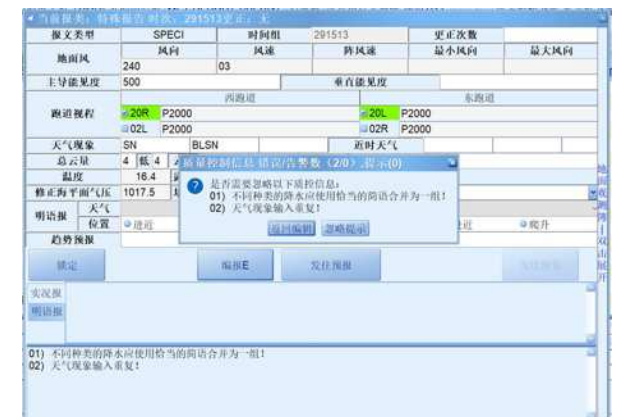 当前报类：特殊报告 时次：291513更正：无
报文类型 SPECI 时间组 291513 更正次数
地面风 风向 风速 阵风速 最小风向 最大风向
240 03
主导能见度 500 垂直能见度
跑道视程 西跑道 东跑道
20R P2000 20L P2000
02L P2000 02R P2000
天气现象 SN BLSN 近时天气
总云量 4 低 4
温度 16.4
修正海平面气压 1017.5
明语报 天气
位置 进近 进近 爬升
趋势预报
质量控制信息 错误/告警数（2/0）,提示(0)
是否需要忽略以下质控信息：
01) 不同种类的降水应使用恰当的简语合并为一组！
02) 天气现象输入重复！
返回编辑 忽略提示
锁定 编报E 发往预报
实况报
明语报
01) 不同种类的降水应使用恰当的简语合并为一组！
02) 天气现象输入重复！